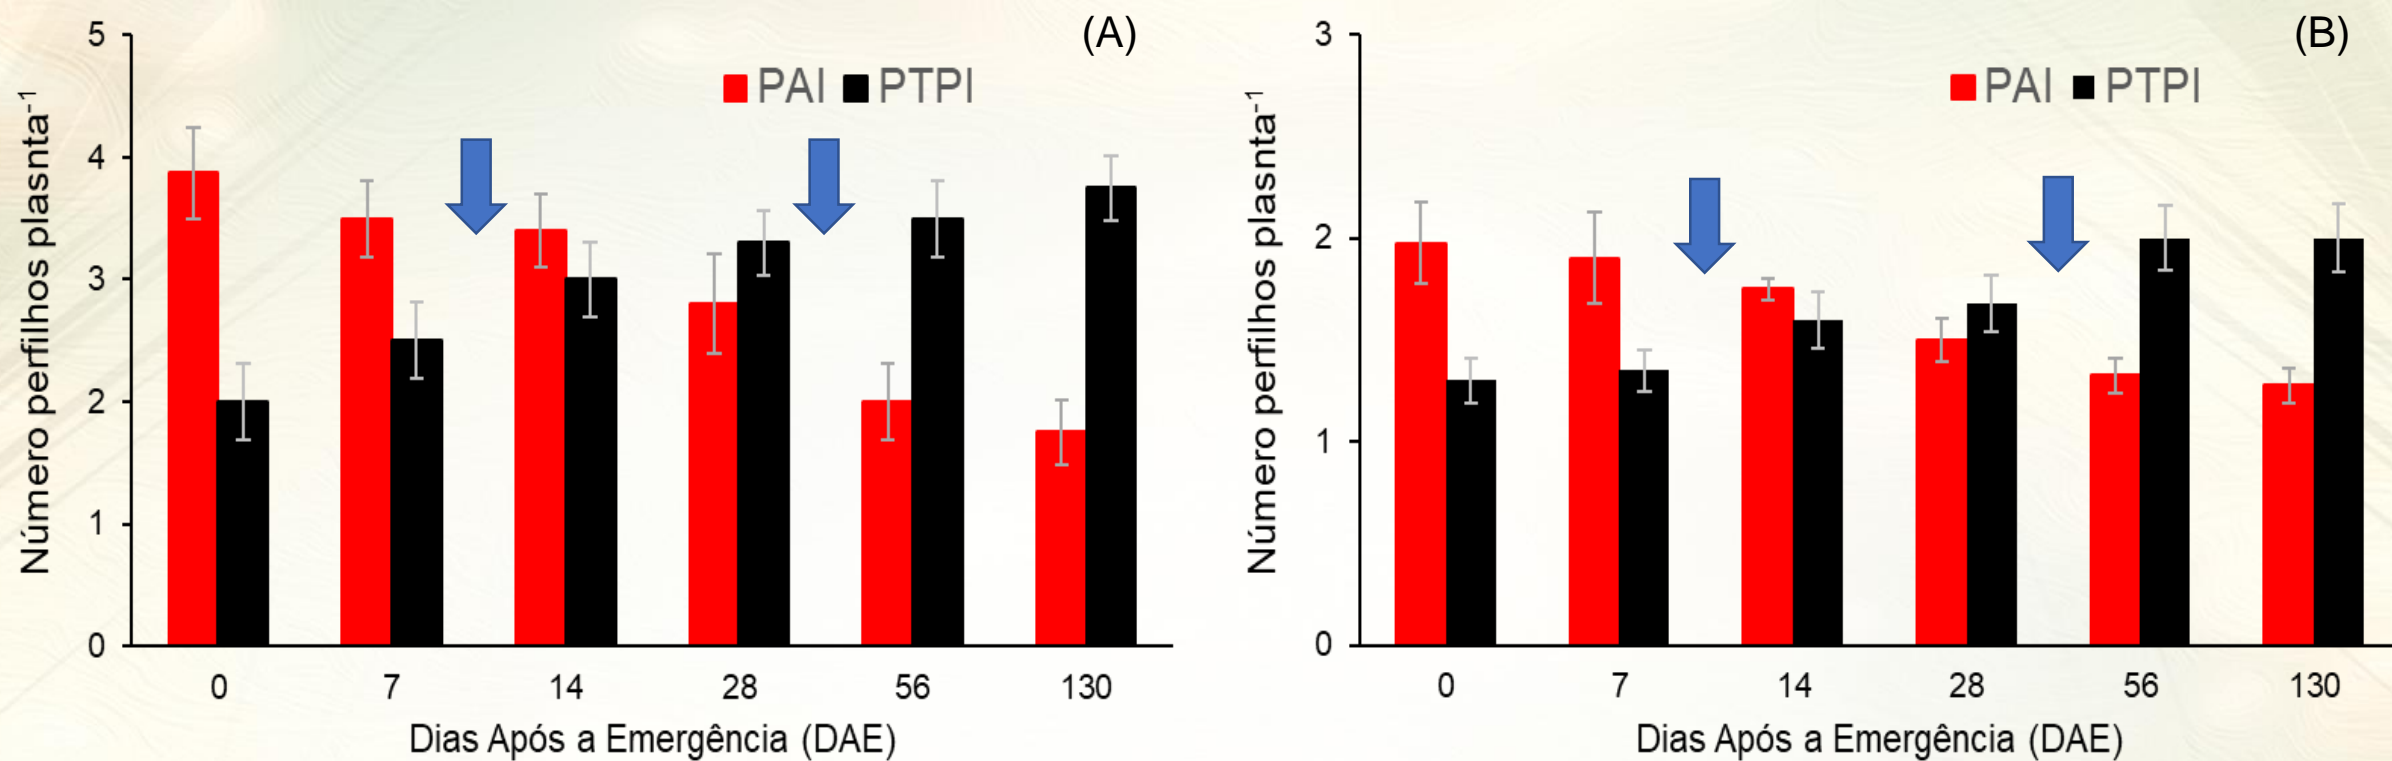 (A)
PAI PTPI
Número perfilhos plasnta-1
5
4
3
2
1
0
0 7 14 28 56 130
Dias Após a Emergência (DAE)
(B)
PAI PTPI
Número perfilhos plasnta-1
3
2
1
0
0 7 14 28 56 130
Dias Após a Emergência (DAE)